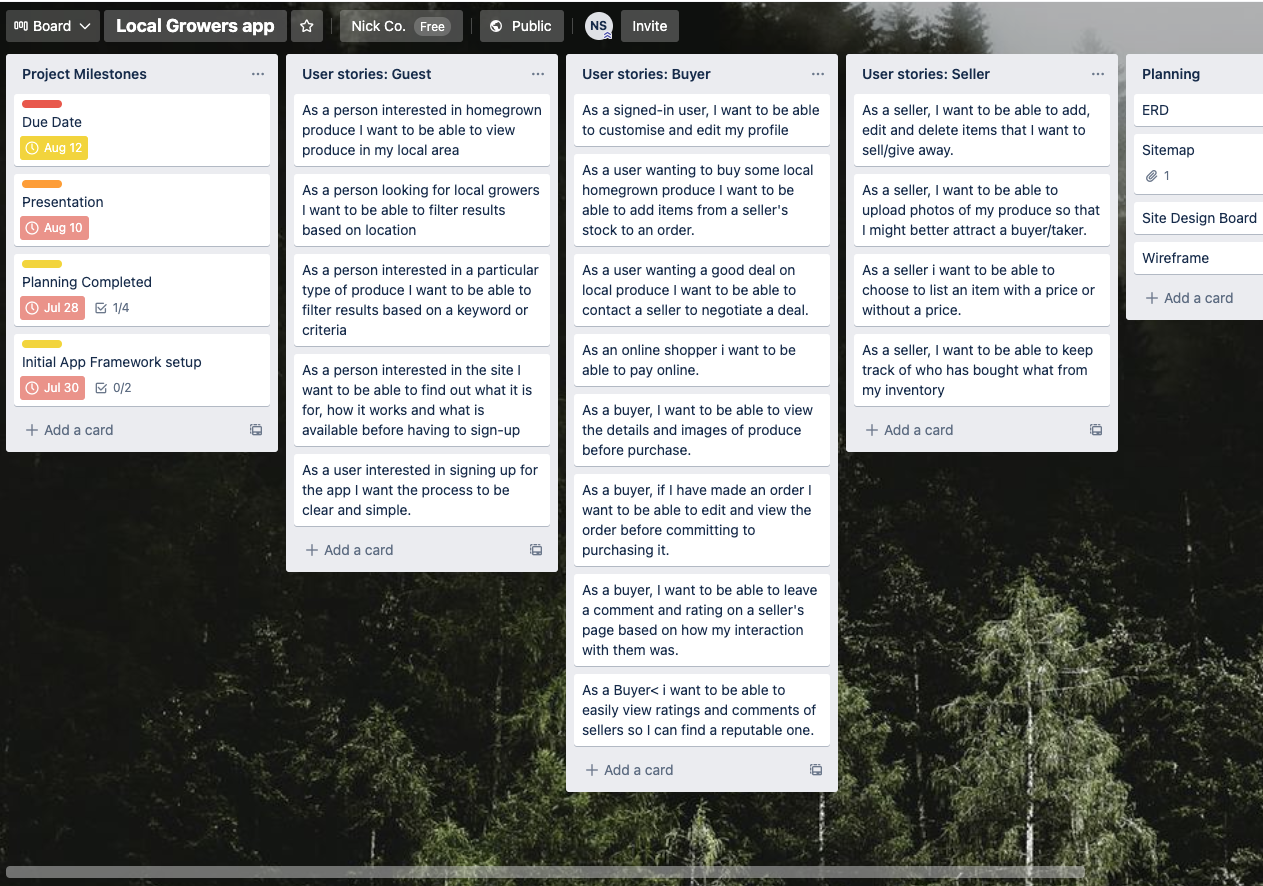 Board
Local Growers app
Nick Co. Free
Public
NS
Invite
Project Milestones
Due Date
Aug 12
Presentation
Aug 10
Planning Completed
Jul 28 1/4
Initial App Framework setup
Jul 30 0/2
+ Add a card
User stories: Guest
As a person interested in homegrown
produce I want to be able to view
produce in my local area
As a person looking for local growers
I want to be able to filter results
based on location
As a person interested in a particular
type of produce I want to be able to
filter results based on a keyword or
criteria
As a person interested in the site I
want to be able to find out what it is
for, how it works and what is
available before having to sign-up
As a user interested in signing up for
the app I want the process to be
clear and simple.
+ Add a card
User stories: Buyer
As a signed-in user, I want to be able
to customise and edit my profile
As a user wanting to buy some local
homegrown produce I want to be
able to add items from a seller's
stock to an order.
As a user wanting a good deal on
local produce I want to be able to
contact a seller to negotiate a deal.
As an online shopper i want to be
able to pay online.
As a buyer, I want to be able to view
the details and images of produce
before purchase.
As a buyer, if I have made an order I
want to be able to edit and view the
order before committing to
purchasing it.
As a buyer, I want to be able to leave
a comment and rating on a seller's
page based on how my interaction
with them was.
As a Buyer< i want to be able to
easily view ratings and comments of
sellers so I can find a reputable one.
+ Add a card
User stories: Seller
As a seller, I want to be able to add,
edit and delete items that I want to
sell/give away.
As a seller, I want to be able to
upload photos of my produce so that
I might better attract a buyer/taker.
As a seller i want to be able to
choose to list an item with a price or
without a price.
As a seller, I want to be able to keep
track of who has bought what from
my inventory
+ Add a card
Planning
ERD
Sitemap
1
Site Design Board
Wireframe
+ Add a card